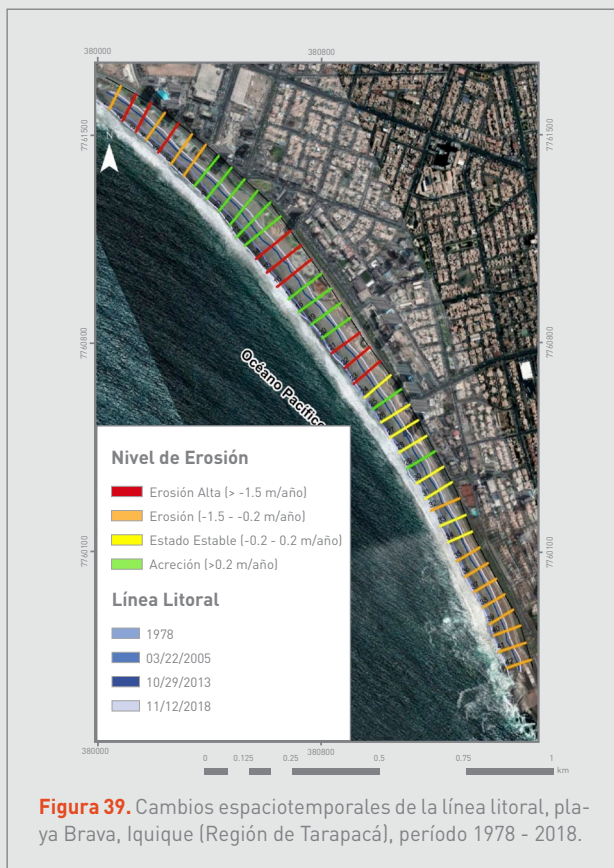 380000
380800
7761500
7761500
7760800
7760800
Océano Pacífico
Nivel de Erosión
Erosión Alta (> -1.5 m/año)
Erosión (-1.5 - -0.2 m/año)
Estado Estable (-0.2 - 0.2 m/año)
Acreción (>0.2 m/año)
Línea Litoral
1978
03/22/2005
10/29/2013
11/12/2018
7760100
7760100
380000
380800
0
0.125
0.25
0.5
0.75
1
km
Figura 39. Cambios espaciotemporales de la línea litoral, pla-
ya Brava, Iquique (Región de Tarapacá), período 1978 - 2018.